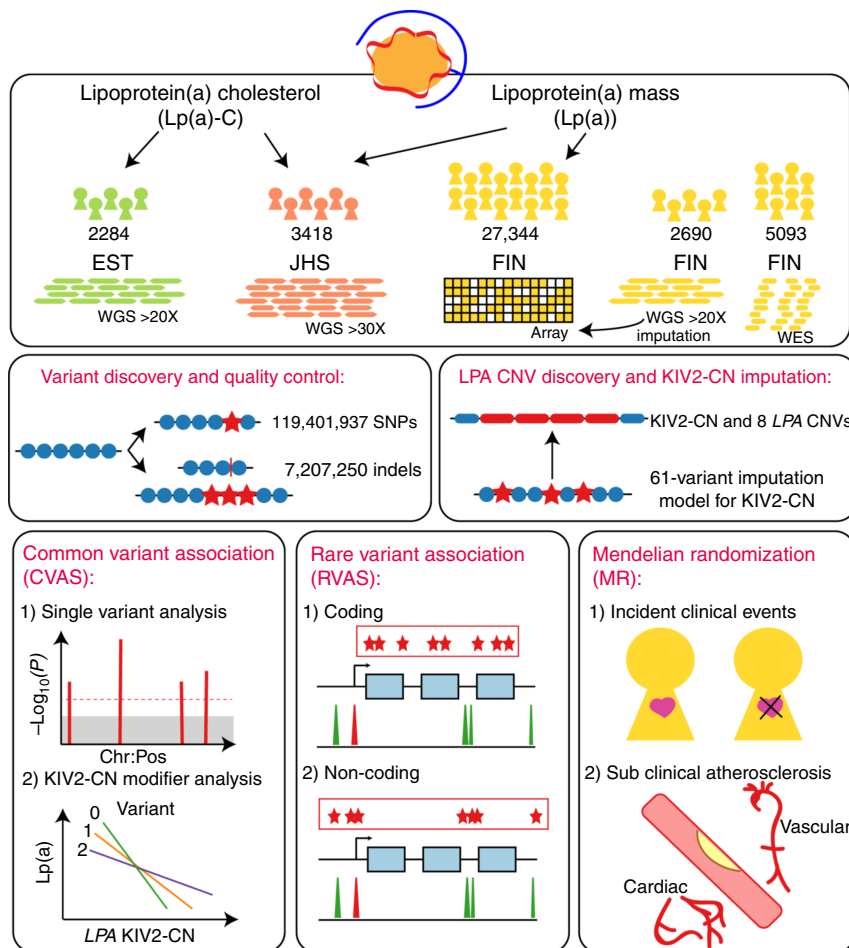 Lipoprotein(a) cholesterol
(Lp(a)-C)
Lipoprotein(a) mass
(Lp(a))
2284
3418
27,344
2690
5093
EST
JHS
FIN
FIN
FIN
WGS >20X
WGS >30X
Array
WGS >20X
imputation
WES
Variant discovery and quality control:
119,401,937 SNPs
7,207,250 indels
LPA CNV discovery and KIV2-CN imputation:
KIV2-CN and 8 LPA CNVs
61-variant imputation
model for KIV2-CN
Common variant association
(CVAS):
1) Single variant analysis
−Log10(P)
Chr:Pos
2) KIV2-CN modifier analysis
0
Variant
1
2
Lp(a)
LPA KIV2-CN
Rare variant association
(RVAS):
1) Coding
2) Non-coding
Mendelian randomization
(MR):
1) Incident clinical events
2) Sub clinical atherosclerosis
Vascular
Cardiac